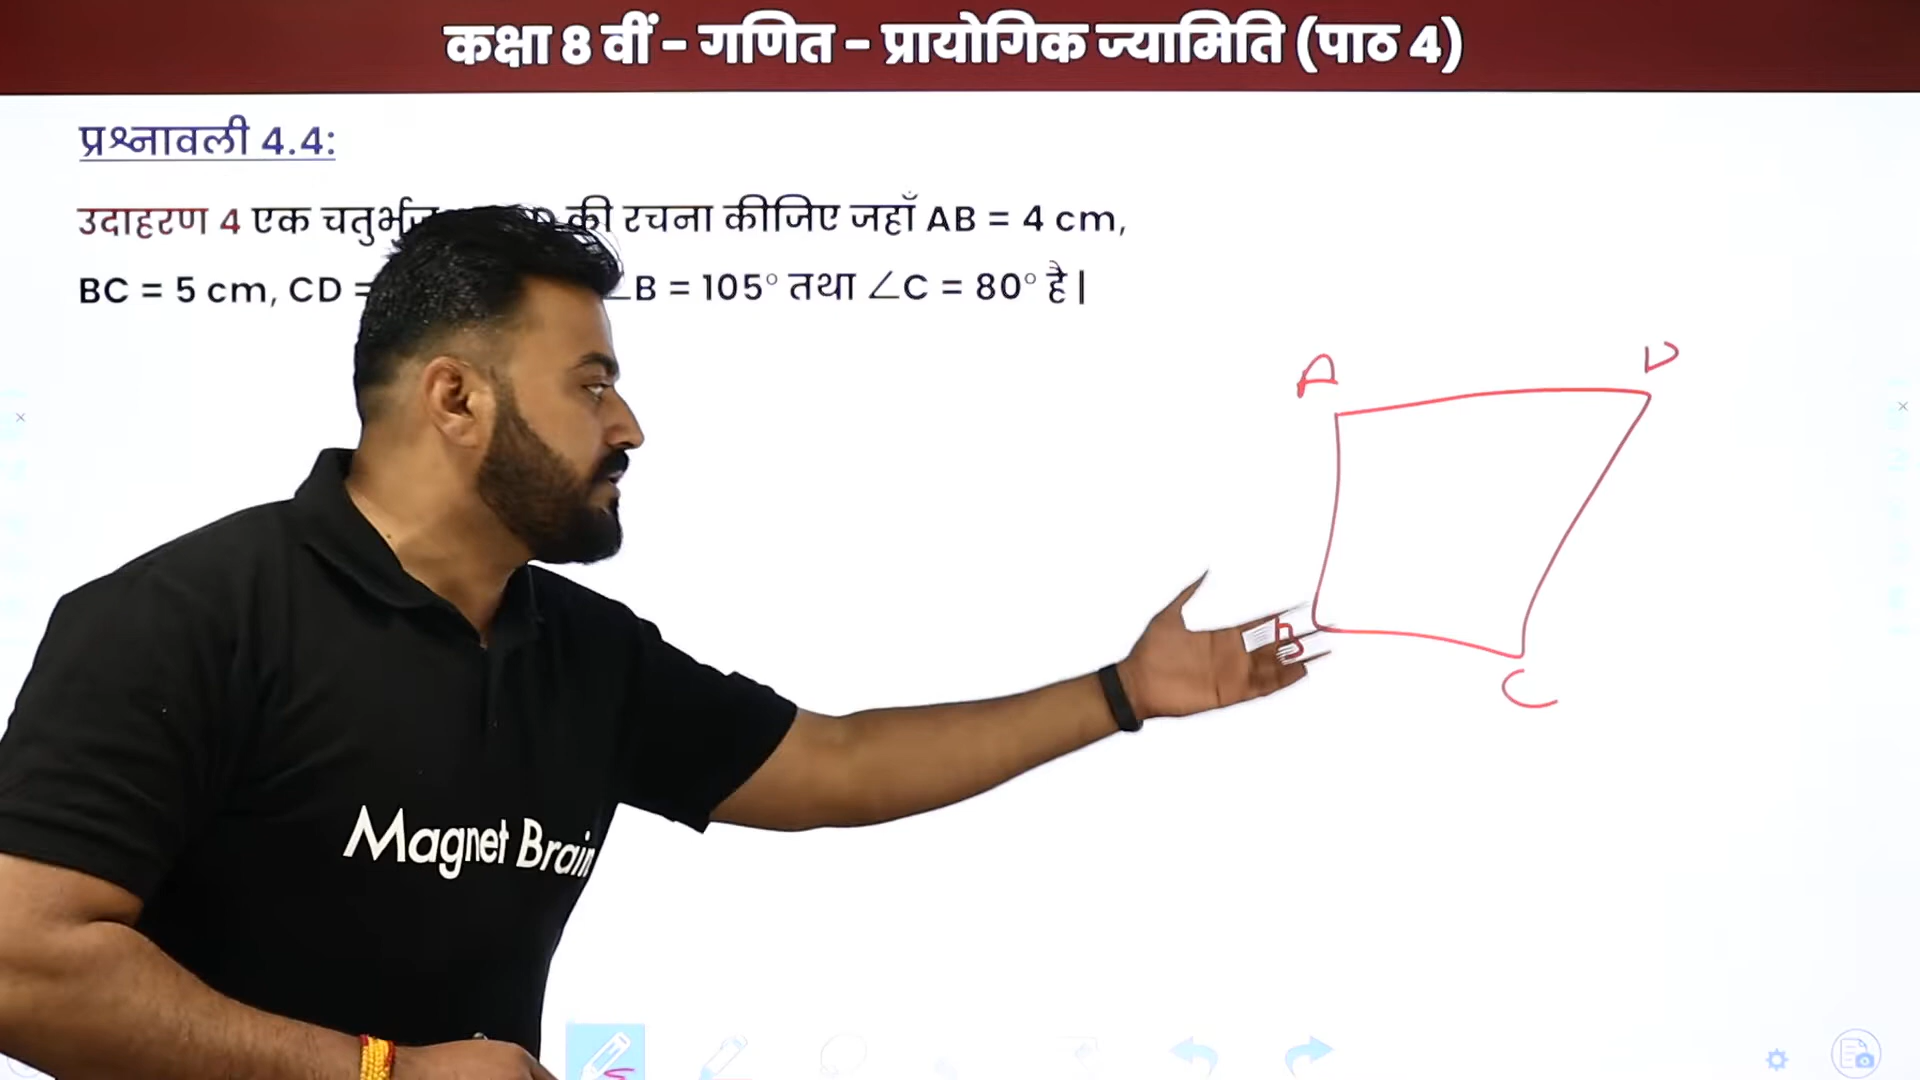 कक्षा 8 वीं - गणित - प्रायोगिक ज्यामिति (पाठ 4)
प्रश्नावली 4.4:
उदाहरण 4 एक की रचना कीजिए जहाँ AB = 4 cm,
BC = 5 cm, CD = ∠B = 105° तथा ∠C = 80° है |
A
D
B
C
Magnet Brain